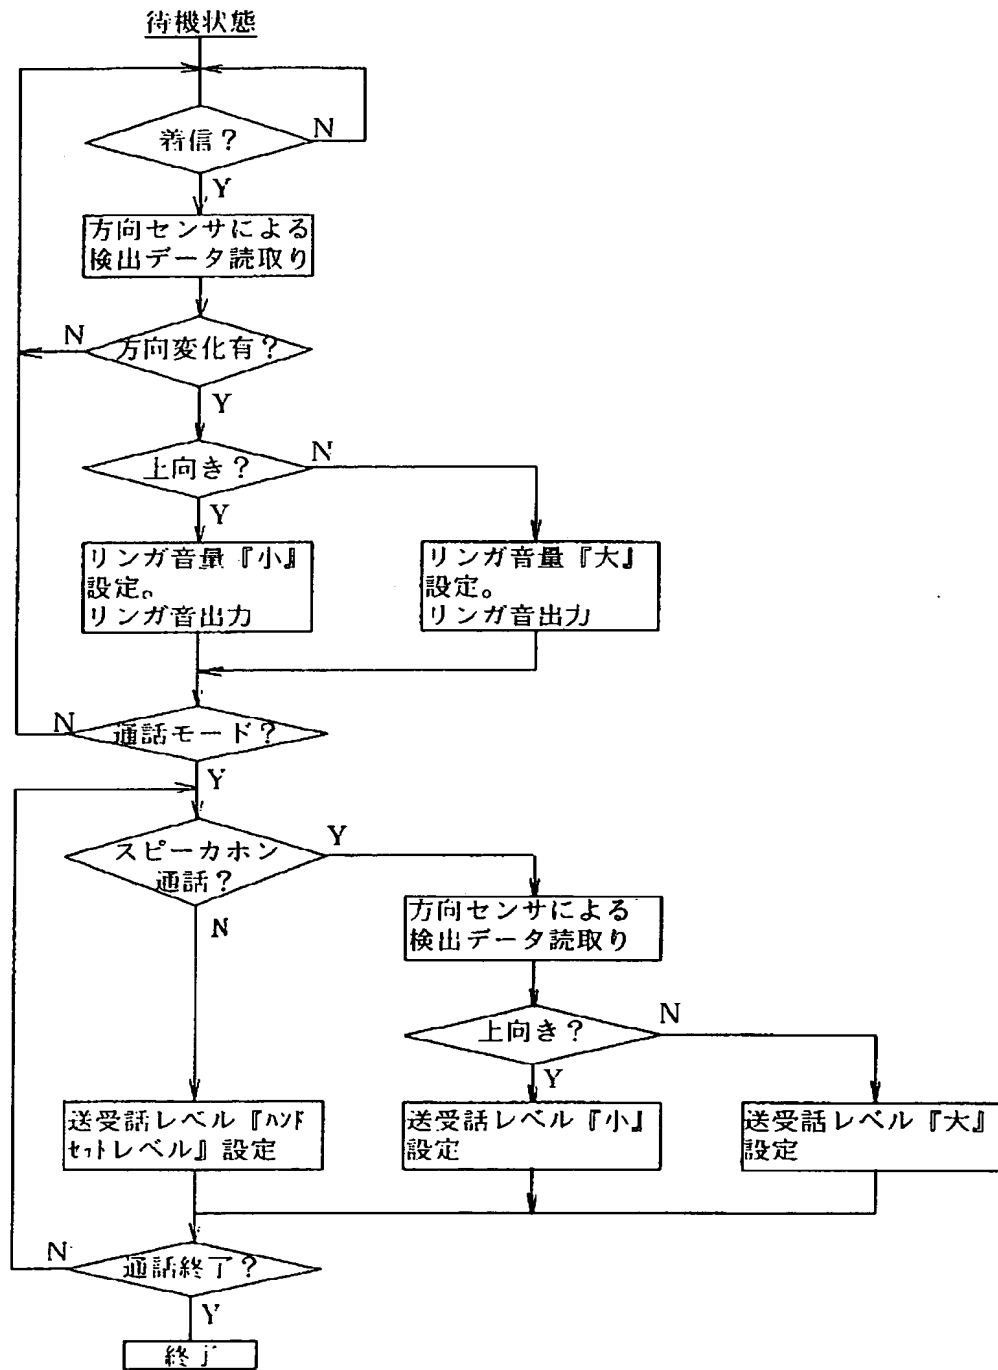 待機状態
着信?
N
Y
方向センサによる
検出データ読取り
N
方向変化有?
Y
上向き?
N
Y
リンガ音量『小』
設定。
リンガ音出力
リンガ音量『大』
設定。
リンガ音出力
N
通話モード?
Y
スピーカホン
通話?
Y
N
方向センサによる
検出データ読取り
上向き?
N
Y
送受話レベル『ハンド
セットレベル』設定
送受話レベル『小』
設定
送受話レベル『大』
設定
N
通話終了?
Y
終了